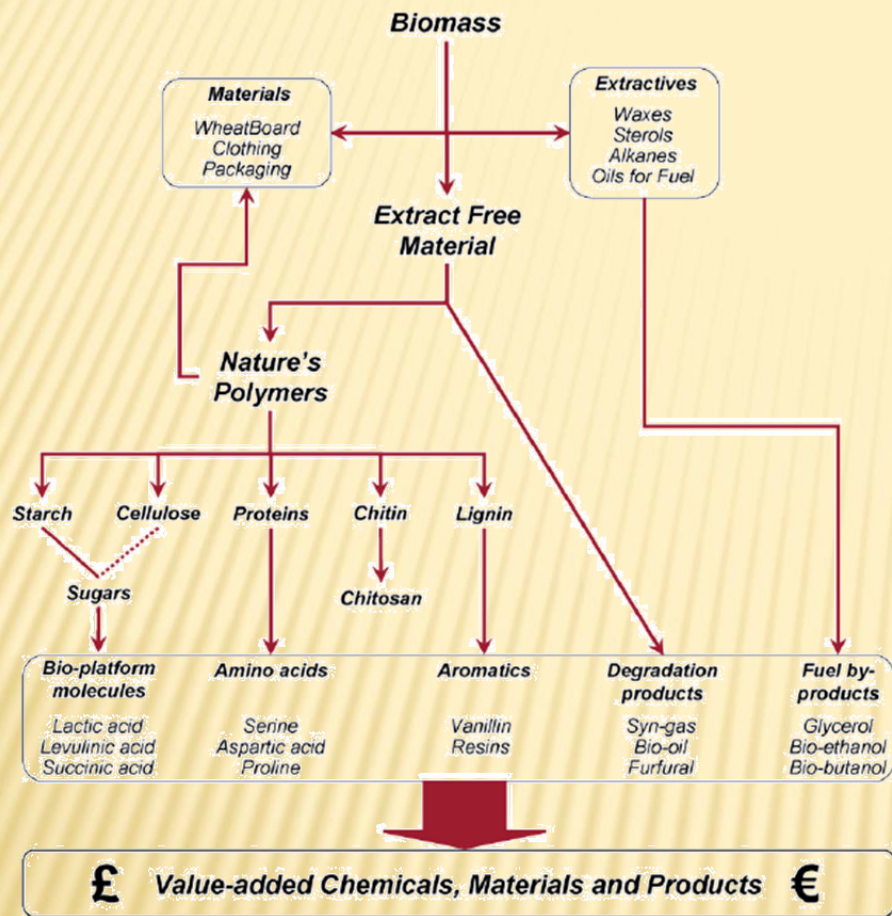 Biomass
Materials
WheatBoard
Clothing
Packaging
Extractives
Waxes
Sterols
Alkanes
Oils for Fuel
Extract Free
Material
Nature's
Polymers
Starch
Cellulose
Proteins
Chitin
Lignin
Sugars
Chitosan
Bio-platform
molecules
Lactic acid
Levulinic acid
Succinic acid
Amino acids
Serine
Aspartic acid
Proline
Aromatics
Vanillin
Resins
Degradation
products
Syn-gas
Bio-oil
Furfural
Fuel by-
products
Glycerol
Bio-ethanol
Bio-butanol
£ Value-added Chemicals, Materials and Products €